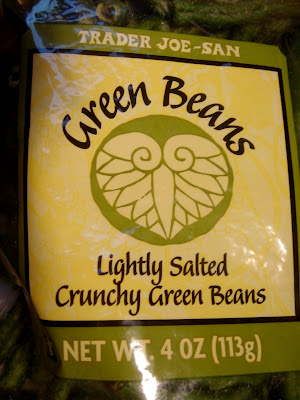 TRADER JOE-SAN
Green Beans
Lightly Salted
Crunchy Green Beans
NET WT. 4 OZ (113g)